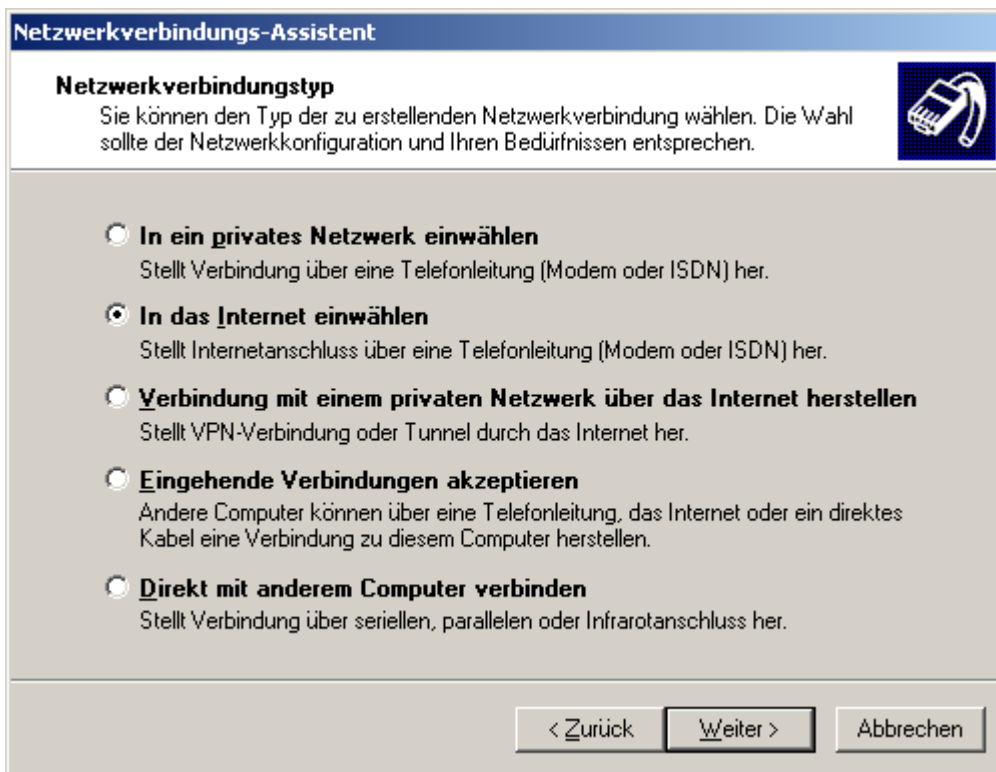 Netzwerkverbindungs-Assistent
Netzwerkverbindungstyp
Sie können den Typ der zu erstellenden Netzwerkverbindung wählen. Die Wahl
sollte der Netzwerkkonfiguration und Ihren Bedürfnissen entsprechen.
In ein privates Netzwerk einwählen
Stellt Verbindung über eine Telefonleitung (Modem oder ISDN) her.
In das Internet einwählen
Stellt Internetanschluss über eine Telefonleitung (Modem oder ISDN) her.
Verbindung mit einem privaten Netzwerk über das Internet herstellen
Stellt VPN-Verbindung oder Tunnel durch das Internet her.
Eingehende Verbindungen akzeptieren
Andere Computer können über eine Telefonleitung, das Internet oder ein direktes
Kabel eine Verbindung zu diesem Computer herstellen.
Direkt mit anderem Computer verbinden
Stellt Verbindung über seriellen, parallelen oder Infrarotanschluss her.
< Zurück Weiter > Abbrechen